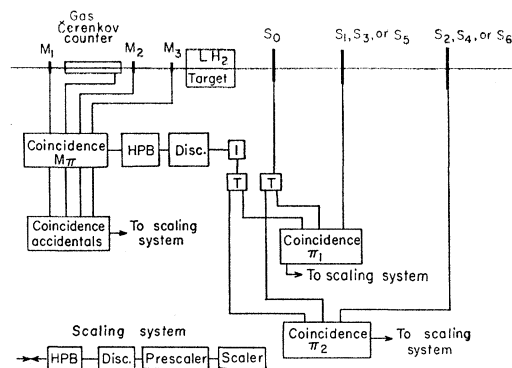 Gas
Čerenkov
counter
M1
M2
M3
LH2
Target
S0
S1, S3, or S5
S2, S4, or S6
Coincidence
Mπ
HPB
Disc.
I
T
T
Coincidence
accidentals
To scaling
system
Coincidence
π1
To scaling system
Coincidence
π2
To scaling
system
Scaling system
HPB
Disc.
Prescaler
Scaler